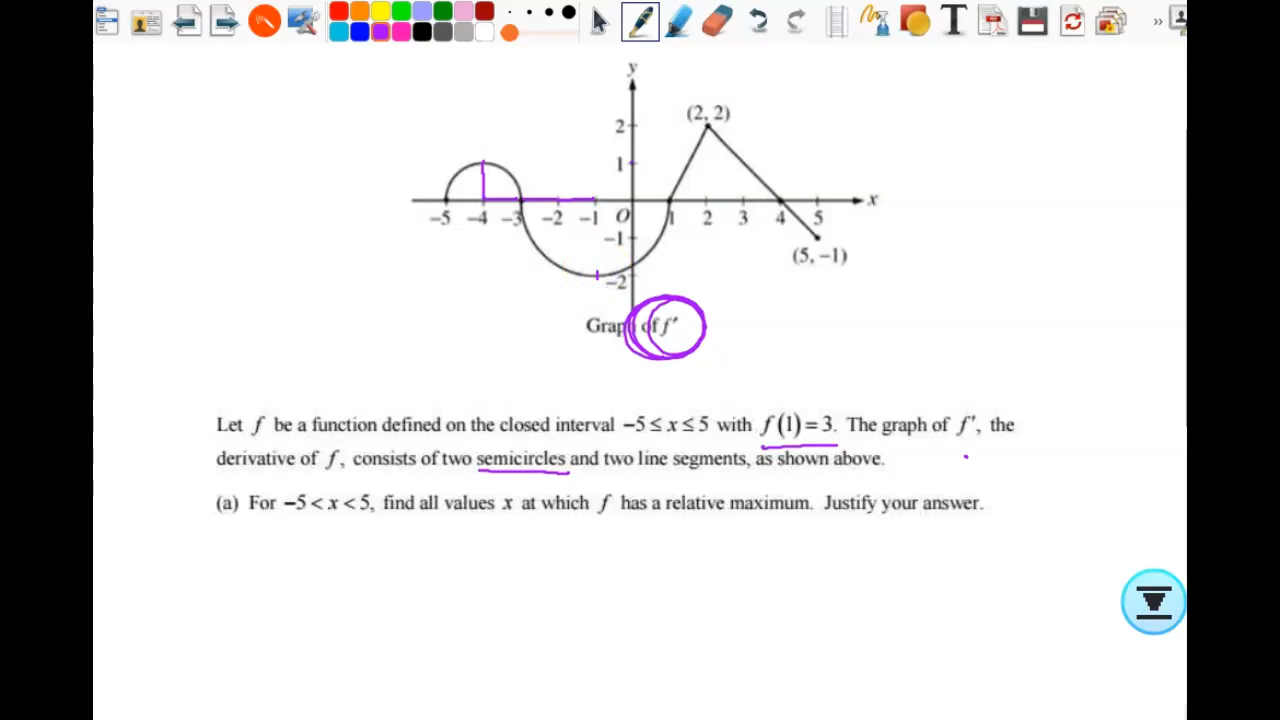 y
(2, 2)
2
1
-5 -4 -3 -2 -1 O 1 2 3 4 5 x
-1
(5, -1)
-2
Graph of f′
Let f be a function defined on the closed interval −5 ≤ x ≤ 5 with f(1) = 3. The graph of f′, the
derivative of f, consists of two semicircles and two line segments, as shown above.
(a) For −5 < x < 5, find all values x at which f has a relative maximum. Justify your answer.